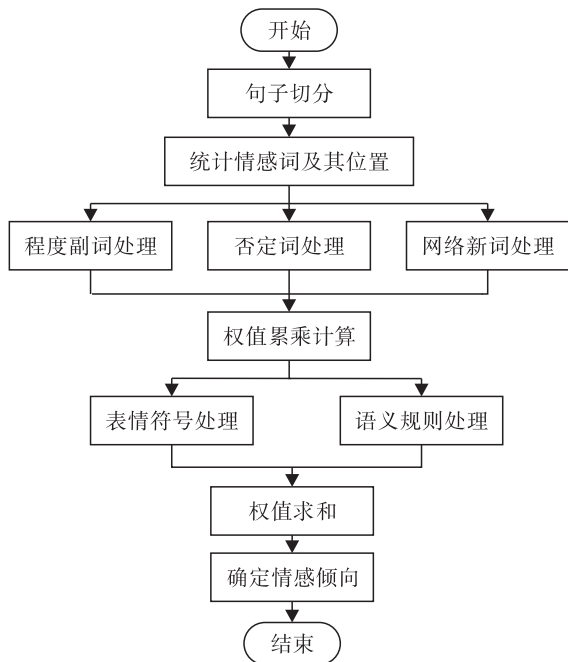 开始
句子切分
统计情感词及其位置
程度副词处理
否定词处理
网络新词处理
权值累乘计算
表情符号处理
语义规则处理
权值求和
确定情感倾向
结束